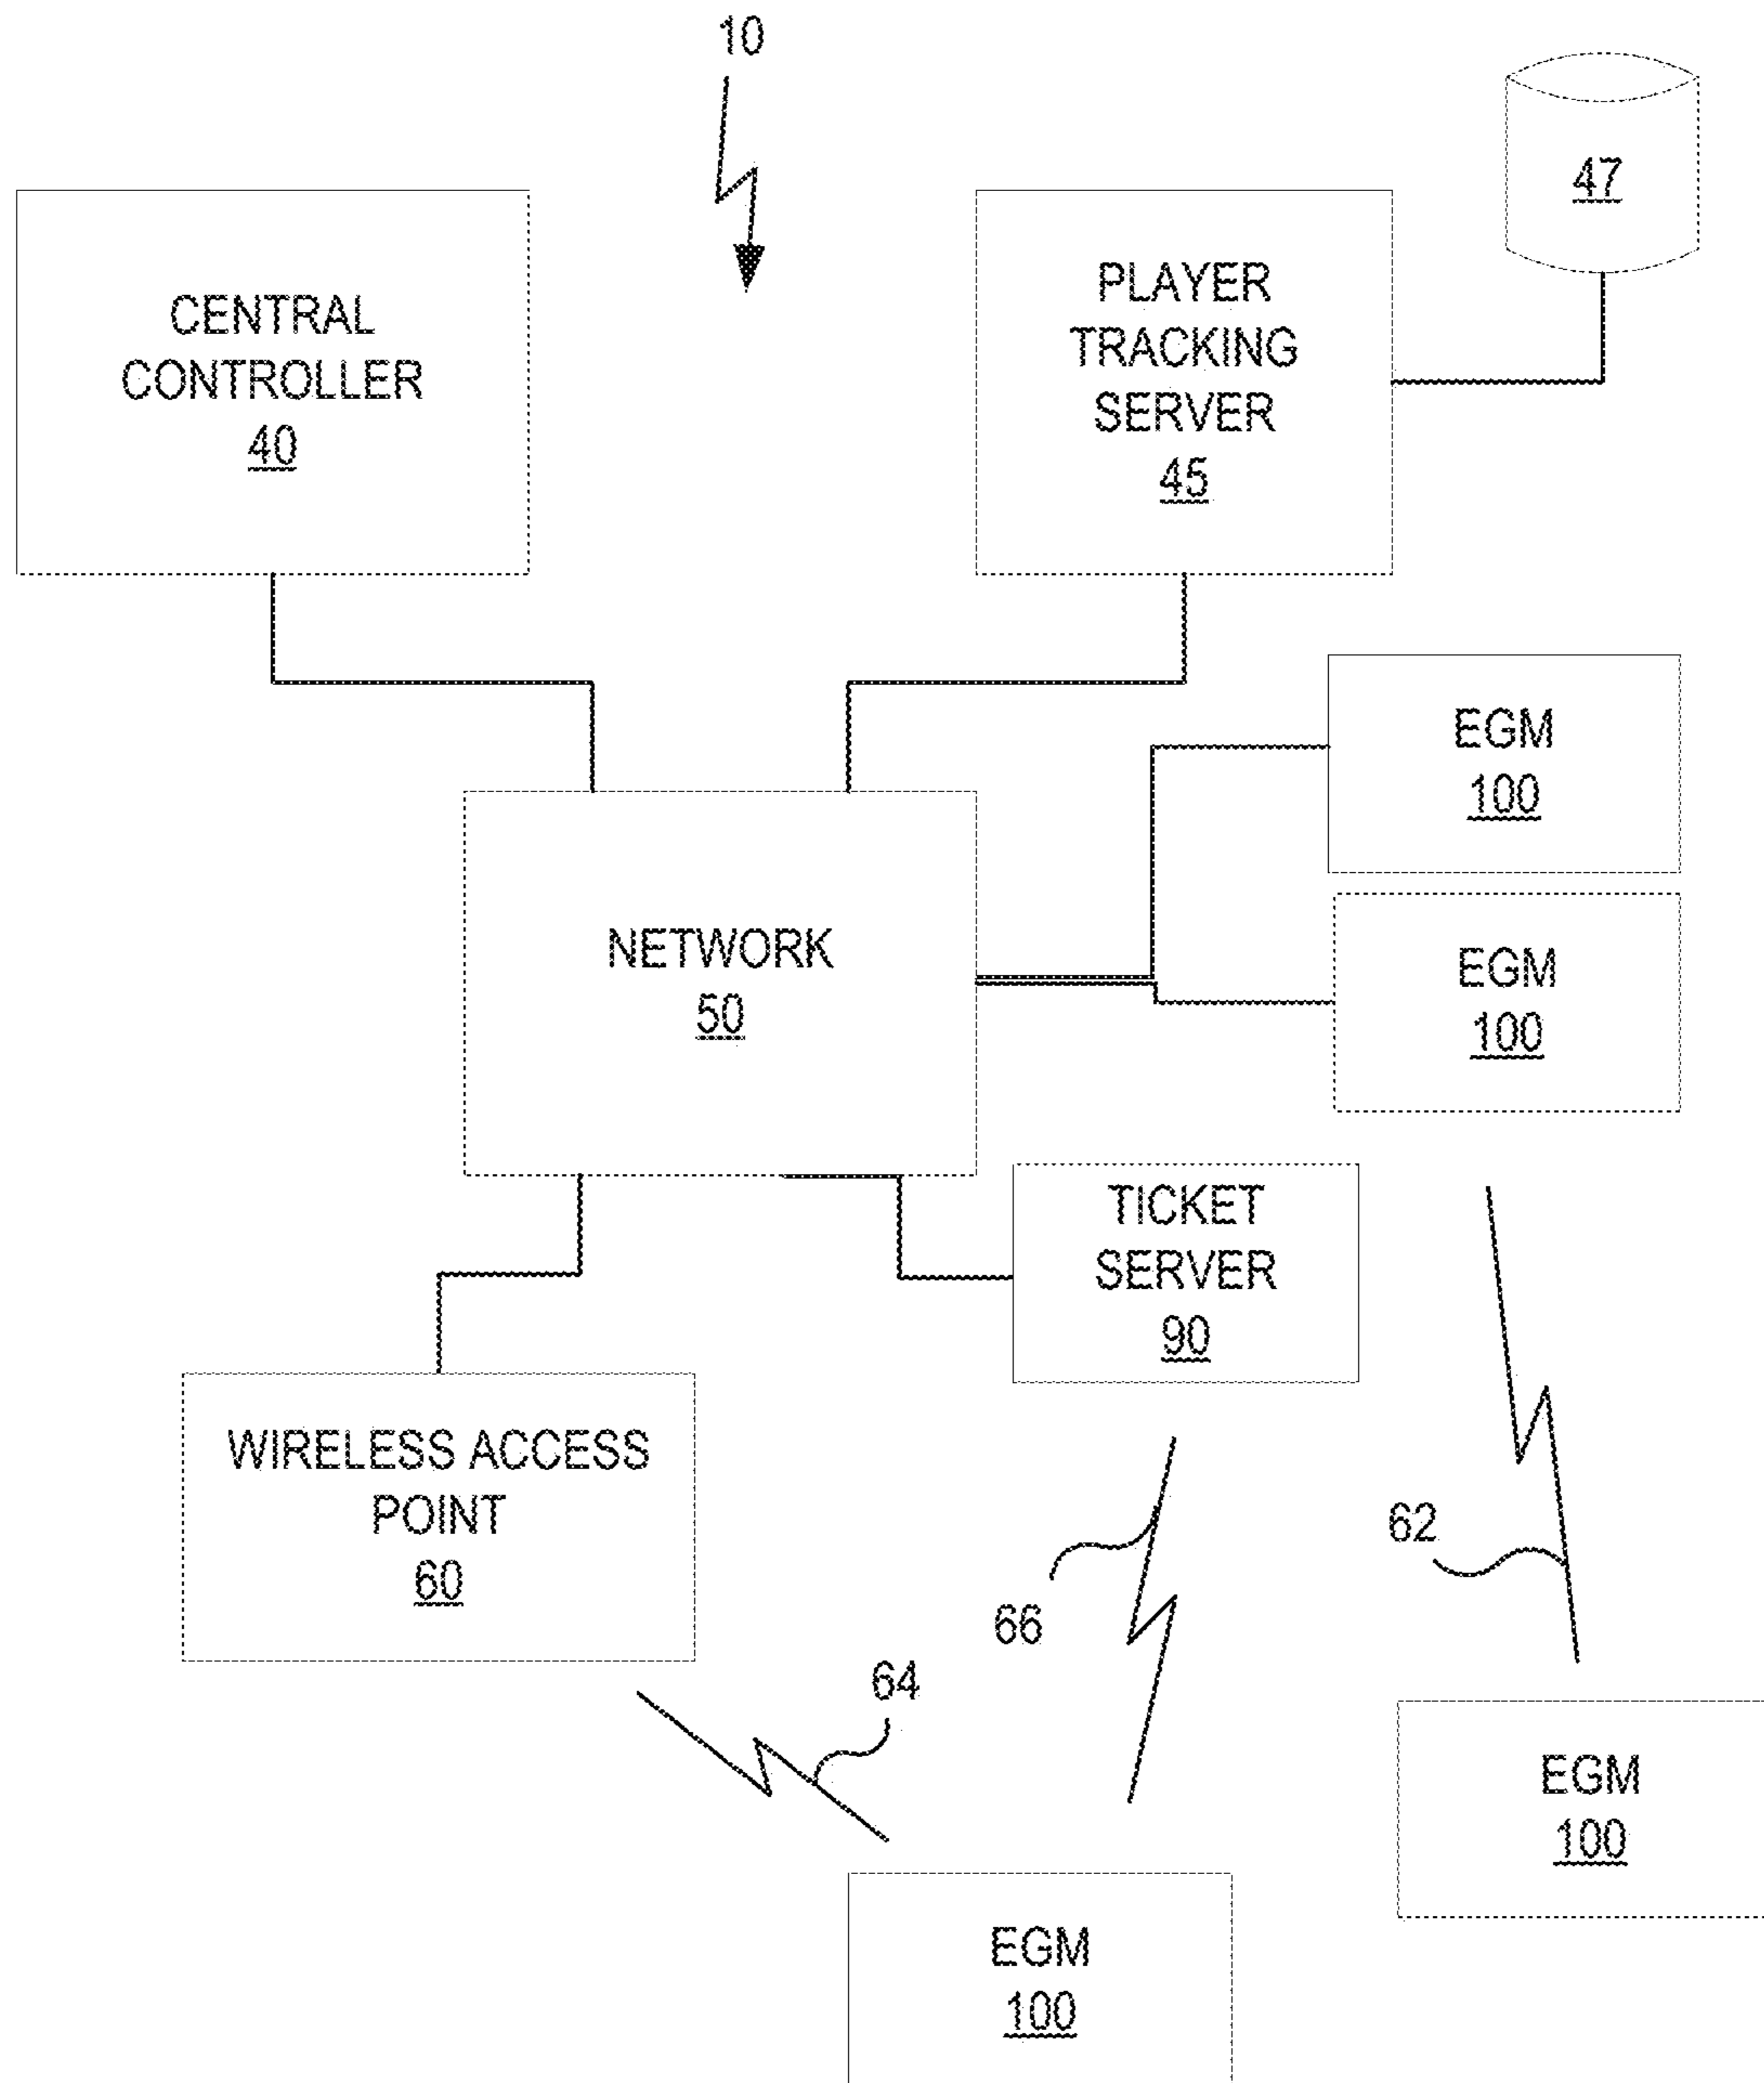 10
47
CENTRAL
CONTROLLER
40
PLAYER
TRACKING
SERVER
45
EGM
100
NETWORK
50
EGM
100
TICKET
SERVER
90
WIRELESS ACCESS
POINT
60
62
66
64
EGM
100
EGM
100